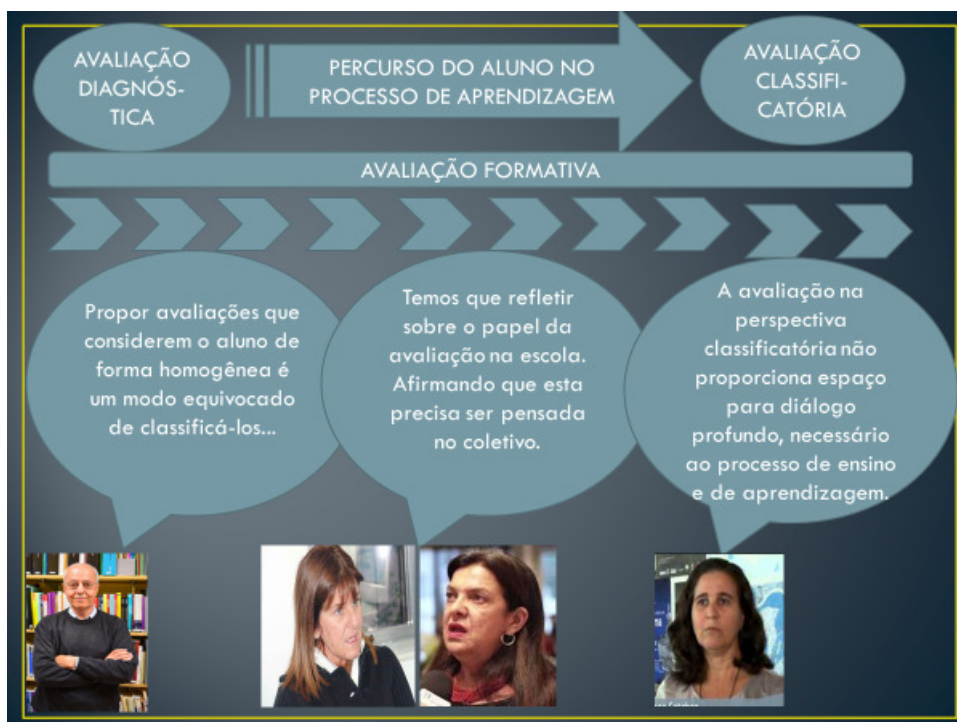 AVALIAÇÃO
DIAGNÓS-
TICA
PERCURSO DO ALUNO NO
PROCESSO DE APRENDIZAGEM
AVALIAÇÃO
CLASSIFI-
CATÓRIA
AVALIAÇÃO FORMATIVA
Propor avaliações que
considerem o aluno de
forma homogênea é
um modo equivocado
de classificá-los...
Temos que refletir
sobre o papel da
avaliação na escola.
Afirmando que esta
precisa ser pensada
no coletivo.
A avaliação na
perspectiva
classificatória não
proporciona espaço
para diálogo
profundo, necessário
ao processo de ensino
e de aprendizagem.